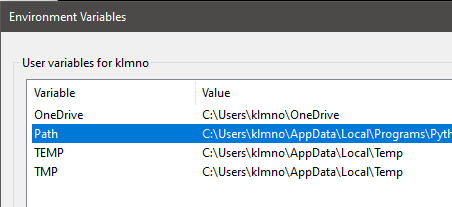 Environment Variables
User variables for klmno
Variable Value
OneDrive C:\Users\klmno\OneDrive
Path C:\Users\klmno\AppData\Local\Programs\Pyth
TEMP C:\Users\klmno\AppData\Local\Temp
TMP C:\Users\klmno\AppData\Local\Temp